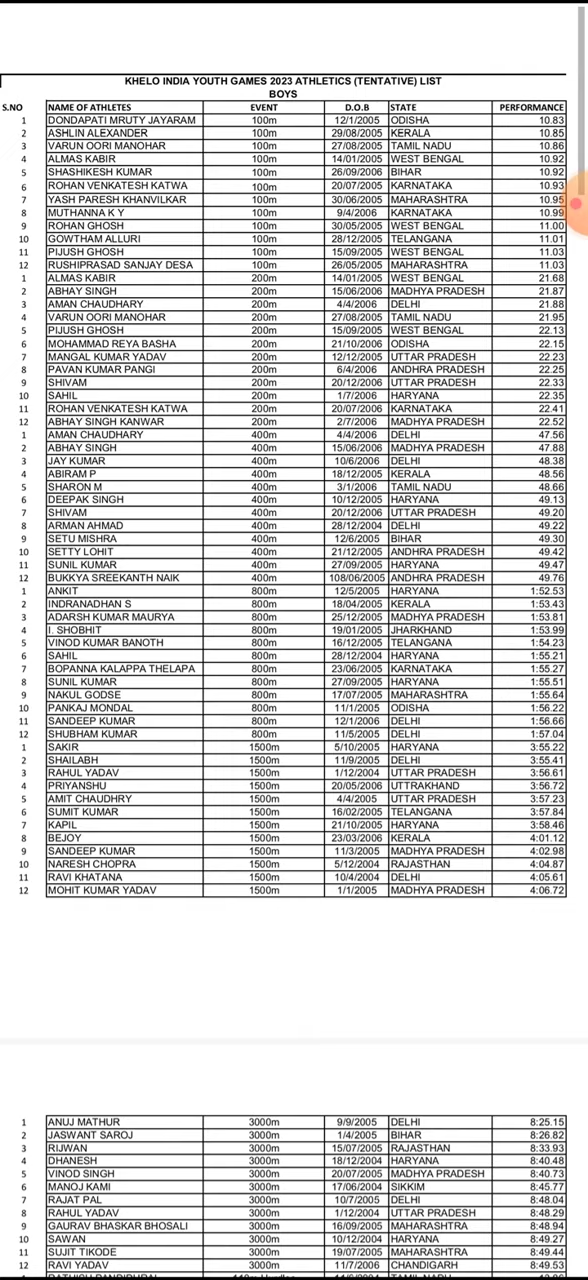 KHELO INDIA YOUTH GAMES 2023 ATHLETICS (TENTATIVE) LIST
BOYS
S.NO NAME OF ATHLETES EVENT D.O.B STATE PERFORMANCE
1 DONDAPATI MRUTY JAYARAM 100m 12/1/2005 ODISHA 10.83
2 ASHLIN ALEXANDER 100m 29/08/2005 KERALA 10.85
3 VARUN OORI MANOHAR 100m 27/08/2005 TAMIL NADU 10.86
4 ALMAS KABIR 100m 14/01/2005 WEST BENGAL 10.92
5 SHASHIKESH KUMAR 100m 26/09/2006 BIHAR 10.92
6 ROHAN VENKATESH KATWA 100m 20/07/2005 KARNATAKA 10.93
7 YASH PARESH KHANVILKAR 100m 30/06/2005 MAHARASHTRA 10.95
8 MUTHANNA K Y 100m 9/4/2006 KARNATAKA 10.99
9 ROHAN GHOSH 100m 30/05/2005 WEST BENGAL 11.00
10 GOWTHAM ALLURI 100m 28/12/2005 TELANGANA 11.01
11 PIJUSH GHOSH 100m 15/09/2005 WEST BENGAL 11.03
12 RUSHIPRASAD SANJAY DESA 100m 26/05/2005 MAHARASHTRA 11.03
1 ALMAS KABIR 200m 14/01/2005 WEST BENGAL 21.68
2 ABHAY SINGH 200m 15/06/2006 MADHYA PRADESH 21.87
3 AMAN CHAUDHARY 200m 4/4/2006 DELHI 21.88
4 VARUN OORI MANOHAR 200m 27/08/2005 TAMIL NADU 21.95
5 PIJUSH GHOSH 200m 15/09/2005 WEST BENGAL 22.13
6 MOHAMMAD REYA BASHA 200m 21/10/2006 ODISHA 22.15
7 MANGAL KUMAR YADAV 200m 12/12/2005 UTTAR PRADESH 22.23
8 PAVAN KUMAR PANGI 200m 6/4/2006 ANDHRA PRADESH 22.25
9 SHIVAM 200m 20/12/2006 UTTAR PRADESH 22.33
10 SAHIL 200m 1/7/2006 HARYANA 22.35
11 ROHAN VENKATESH KATWA 200m 20/07/2006 KARNATAKA 22.41
12 ABHAY SINGH KANWAR 200m 2/7/2006 MADHYA PRADESH 22.52
1 AMAN CHAUDHARY 400m 4/4/2006 DELHI 47.56
2 ABHAY SINGH 400m 15/06/2006 MADHYA PRADESH 47.88
3 JAY KUMAR 400m 10/6/2006 DELHI 48.38
4 ABIRAM P 400m 18/12/2005 KERALA 48.56
5 SHARON M 400m 3/1/2006 TAMIL NADU 48.66
6 DEEPAK SINGH 400m 10/12/2005 HARYANA 49.13
7 SHIVAM 400m 20/12/2006 UTTAR PRADESH 49.20
8 ARMAN AHMAD 400m 28/12/2004 DELHI 49.22
9 SETU MISHRA 400m 12/6/2005 BIHAR 49.30
10 SETTY LOHIT 400m 21/12/2005 ANDHRA PRADESH 49.42
11 SUNIL KUMAR 400m 27/09/2005 HARYANA 49.47
12 BUKKYA SREEKANTH NAIK 400m 108/06/2005 ANDHRA PRADESH 49.76
1 ANKIT 800m 12/5/2005 HARYANA 1:52.53
2 INDRANADHAN S 800m 18/04/2005 KERALA 1:53.43
3 ADARSH KUMAR MAURYA 800m 25/12/2005 MADHYA PRADESH 1:53.81
4 I. SHOBHIT 800m 19/01/2005 JHARKHAND 1:53.99
5 VINOD KUMAR BANOTH 800m 16/12/2005 TELANGANA 1:54.23
6 SAHIL 800m 28/12/2004 HARYANA 1:55.21
7 BOPANNA KALAPPA THELAPA 800m 23/06/2005 KARNATAKA 1:55.27
8 SUNIL KUMAR 800m 27/09/2005 HARYANA 1:55.51
9 NAKUL GODSE 800m 17/07/2005 MAHARASHTRA 1:55.64
10 PANKAJ MONDAL 800m 11/1/2005 ODISHA 1:56.22
11 SANDEEP KUMAR 800m 12/1/2006 DELHI 1:56.66
12 SHUBHAM KUMAR 800m 11/5/2005 DELHI 1:57.04
1 SAKIR 1500m 5/10/2005 HARYANA 3:55.22
2 SHAILABH 1500m 11/9/2005 DELHI 3:55.41
3 RAHUL YADAV 1500m 1/12/2004 UTTAR PRADESH 3:56.61
4 PRIYANSHU 1500m 20/05/2006 UTTRAKHAND 3:56.72
5 AMIT CHAUDHRY 1500m 4/4/2005 UTTAR PRADESH 3:57.23
6 SUMIT KUMAR 1500m 16/02/2005 TELANGANA 3:57.84
7 KAPIL 1500m 21/10/2005 HARYANA 3:58.46
8 BEJOY 1500m 23/03/2006 KERALA 4:01.12
9 SANDEEP KUMAR 1500m 11/3/2005 MADHYA PRADESH 4:02.98
10 NARESH CHOPRA 1500m 5/12/2004 RAJASTHAN 4:04.87
11 RAVI KHATANA 1500m 10/4/2004 DELHI 4:05.61
12 MOHIT KUMAR YADAV 1500m 1/1/2005 MADHYA PRADESH 4:06.72
1 ANUJ MATHUR 3000m 9/9/2005 DELHI 8:25.15
2 JASWANT SAROJ 3000m 1/4/2005 BIHAR 8:26.82
3 RIJWAN 3000m 15/07/2005 RAJASTHAN 8:33.93
4 DHANESH 3000m 18/12/2004 HARYANA 8:40.48
5 VINOD SINGH 3000m 20/07/2005 MADHYA PRADESH 8:40.73
6 MANOJ KAMI 3000m 17/06/2004 SIKKIM 8:45.77
7 RAJAT PAL 3000m 10/7/2005 DELHI 8:48.04
8 RAHUL YADAV 3000m 1/12/2004 UTTAR PRADESH 8:48.29
9 GAURAV BHASKAR BHOSALI 3000m 16/09/2005 MAHARASHTRA 8:48.94
10 SAWAN 3000m 10/12/2004 HARYANA 8:49.27
11 SUJIT TIKODE 3000m 19/07/2005 MAHARASHTRA 8:49.44
12 RAVI YADAV 3000m 11/7/2006 CHANDIGARH 8:49.53